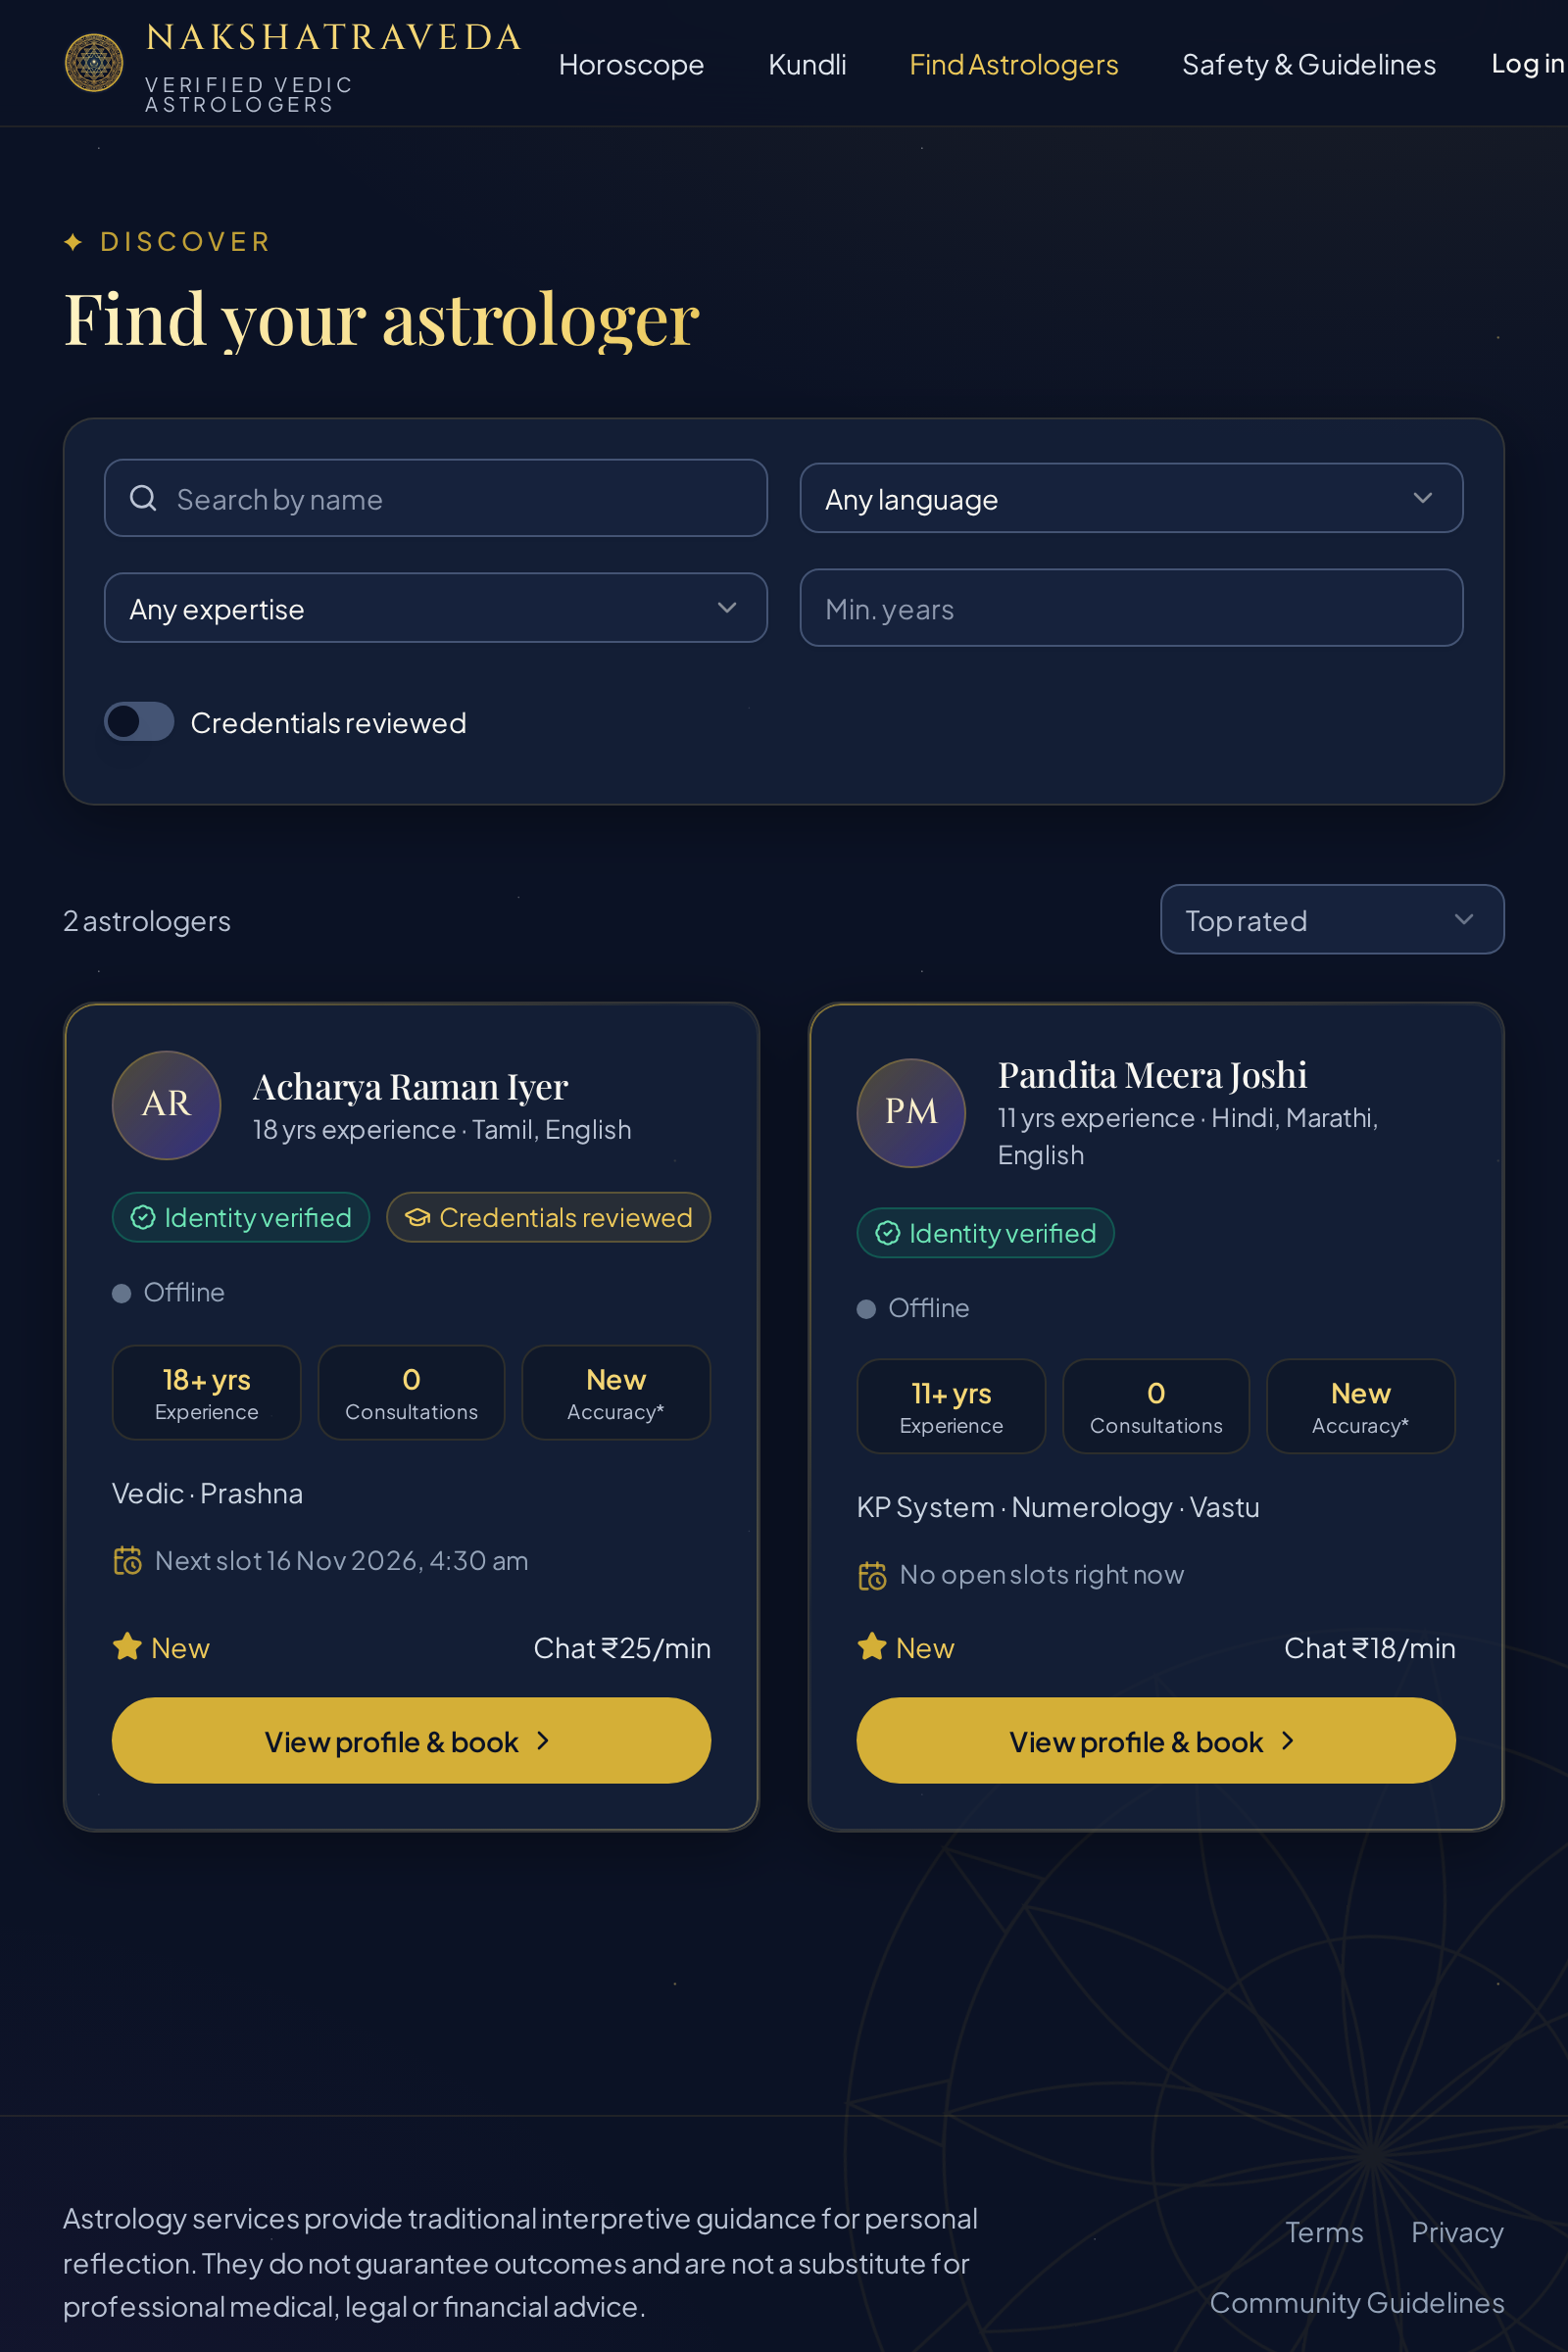 NAKSHATRAVEDA
VERIFIED VEDIC
ASTROLOGERS
Horoscope
Kundli
Find Astrologers
Safety & Guidelines
Log in
DISCOVER
Find your astrologer
Search by name
Any language
Any expertise
Min. years
Credentials reviewed
2 astrologers
Top rated
AR
Acharya Raman Iyer
18 yrs experience · Tamil, English
Identity verified
Credentials reviewed
Offline
18+ yrs
Experience
0
Consultations
New
Accuracy*
Vedic · Prashna
Next slot 16 Nov 2026, 4:30 am
New
Chat ₹25/min
View profile & book
PM
Pandita Meera Joshi
11 yrs experience · Hindi, Marathi,
English
Identity verified
Offline
11+ yrs
Experience
0
Consultations
New
Accuracy*
KP System · Numerology · Vastu
No open slots right now
New
Chat ₹18/min
View profile & book
Astrology services provide traditional interpretive guidance for personal
reflection. They do not guarantee outcomes and are not a substitute for
professional medical, legal or financial advice.
Terms
Privacy
Community Guidelines